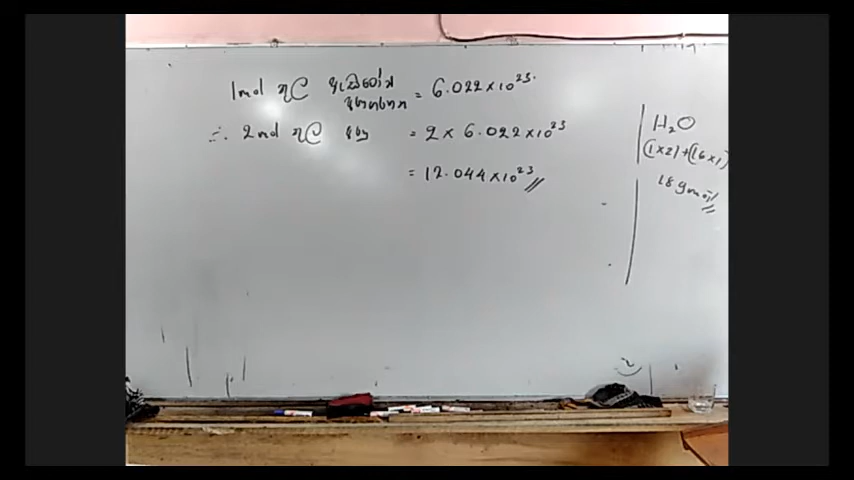 1mol තුල = 6.022×10²³
∴ 2mol තුල = 2 × 6.022×10²³
= 12.044×10²³
H₂O
(1×2)+(16×1)
18 gmol⁻¹